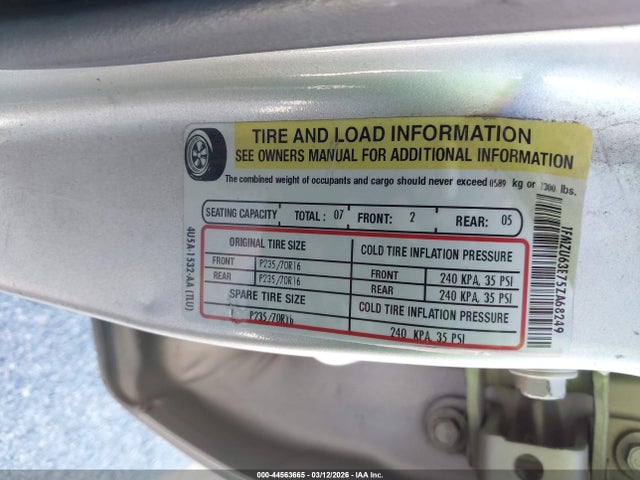 TIRE AND LOAD INFORMATION
SEE OWNERS MANUAL FOR ADDITIONAL INFORMATION
The combined weight of occupants and cargo should never exceed 0589 kg or 1300 lbs.
SEATING CAPACITY TOTAL: 07 FRONT: 2 REAR: 05
ORIGINAL TIRE SIZE COLD TIRE INFLATION PRESSURE
FRONT P235/70R16 FRONT 240 KPA, 35 PSI
REAR P235/70R16 REAR 240 KPA, 35 PSI
SPARE TIRE SIZE COLD TIRE INFLATION PRESSURE
P235/70R16 240 KPA, 35 PSI
4U5A-1532-AA (TLU)
1FMZU63E75ZA68249
000-44563665 | 03/12/2026 - IAA Inc.